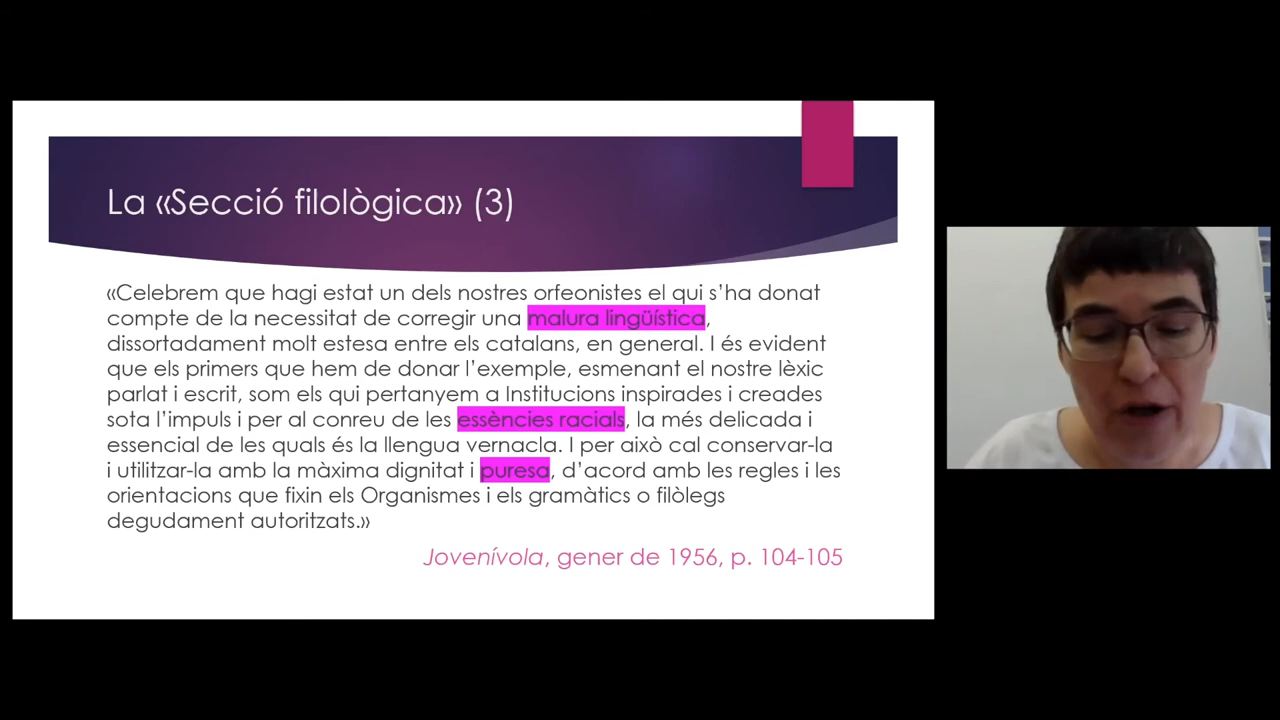 La «Secció filològica» (3)
«Celebrem que hagi estat un dels nostres orfeonistes el qui s’ha donat
compte de la necessitat de corregir una malura lingüística,
dissortadament molt estesa entre els catalans, en general. I és evident
que els primers que hem de donar l’exemple, esmenant el nostre lèxic
parlat i escrit, som els qui pertanyem a Institucions inspirades i creades
sota l’impuls i per al conreu de les essències racials, la més delicada i
essencial de les quals és la llengua vernacla. I per això cal conservar-la
i utilitzar-la amb la màxima dignitat i puresa, d’acord amb les regles i les
orientacions que fixin els Organismes i els gramàtics o filòlegs
degudament autoritzats.»
Jovenívola, gener de 1956, p. 104-105